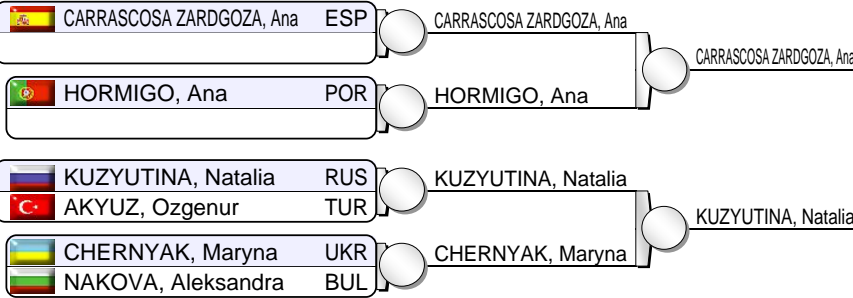 CARRASCOSA ZARDGOZA, Ana ESP
CARRASCOSA ZARDGOZA, Ana
CARRASCOSA ZARDGOZA, Ana
HORMIGO, Ana POR
HORMIGO, Ana
KUZYUTINA, Natalia RUS
KUZYUTINA, Natalia
AKYUZ, Ozgenur TUR
KUZYUTINA, Natalia
CHERNYAK, Maryna UKR
CHERNYAK, Maryna
NAKOVA, Aleksandra BUL